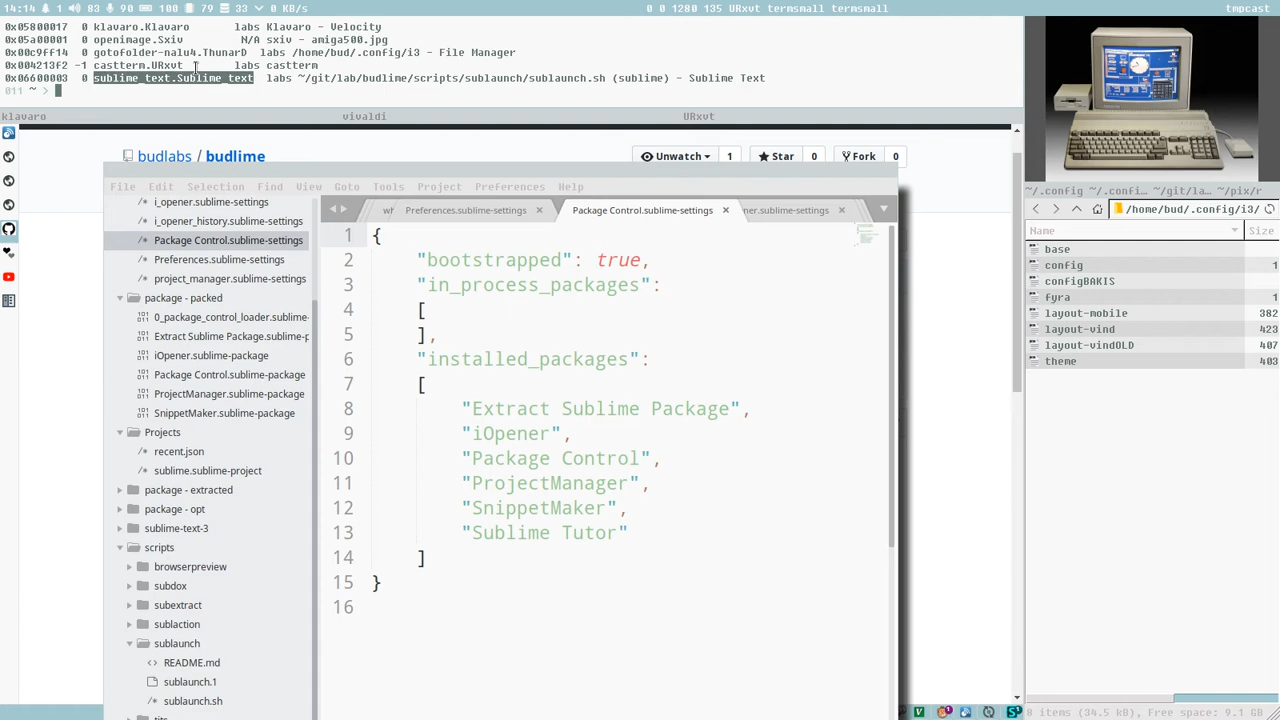 14:14 1 83 90 100 79 33 0 KB/s
0 0 1280 135 URxvt termsmall termsmall
tmpcast
0x05800017 0 klavaro.Klavaro labs Klavaro - Velocity
0x05a00001 0 openimage.Sxiv N/A sxiv - amiga500.jpg
0x00c9ff14 0 gotofolder-nalu4.ThunarD labs /home/bud/.config/i3 - File Manager
0x004213f2 -1 castterm.URxvt labs castterm
0x06600003 0 sublime_text.Sublime_text labs ~/git/lab/budlime/scripts/sublaunch/sublaunch.sh (sublime) - Sublime Text
011 ~ >
klavaro vivaldi URxvt
budlabs / budlime
Unwatch 1 Star 0 Fork 0
File Edit Selection Find View Goto Tools Project Preferences Help
i_opener.sublime-settings
i_opener_history.sublime-settings
Package Control.sublime-settings
Preferences.sublime-settings
project_manager.sublime-settings
package - packed
0_package_control_loader.sublime-
Extract Sublime Package.sublime-p
iOpener.sublime-package
Package Control.sublime-package
ProjectManager.sublime-package
SnippetMaker.sublime-package
Projects
recent.json
sublime.sublime-project
package - extracted
package - opt
sublime-text-3
scripts
browserpreview
subdox
subextract
sublaction
sublaunch
README.md
sublaunch.1
sublaunch.sh
Preferences.sublime-settings
Package Control.sublime-settings
ner.sublime-settings
1 {
2 "bootstrapped": true,
3 "in_process_packages":
4 [
5 ],
6 "installed_packages":
7 [
8 "Extract Sublime Package",
9 "iOpener",
10 "Package Control",
11 "ProjectManager",
12 "SnippetMaker",
13 "Sublime Tutor"
14 ]
15 }
16
~/.config ~/.confi... ~/git/la... ~/pix/r
/home/bud/.config/i3/
Name Size
base
config 1
configBAKIS
fyra 1
layout-mobile 382
layout-vind 423
layout-vindOLD 407
theme 403
8 items (34.5 kB), Free space: 9.1 GB